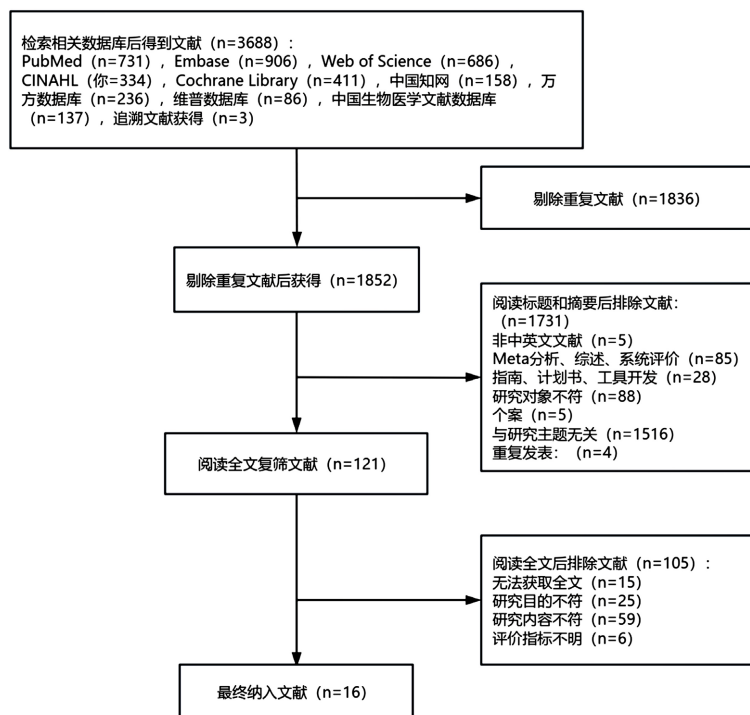 检索相关数据库后得到文献（n=3688）：
PubMed（n=731），Embase（n=906），Web of Science（n=686），
CINAHL（你=334），Cochrane Library（n=411），中国知网（n=158），万
方数据库（n=236），维普数据库（n=86），中国生物医学文献数据库
（n=137），追溯文献获得（n=3）
剔除重复文献（n=1836）
剔除重复文献后获得（n=1852）
阅读标题和摘要后排除文献：
（n=1731）
非中英文文献（n=5）
Meta分析、综述、系统评价（n=85）
指南、计划书、工具开发（n=28）
研究对象不符（n=88）
个案（n=5）
与研究主题无关（n=1516）
重复发表：（n=4）
阅读全文复筛文献（n=121）
阅读全文后排除文献（n=105）：
无法获取全文（n=15）
研究目的不符（n=25）
研究内容不符（n=59）
评价指标不明（n=6）
最终纳入文献（n=16）